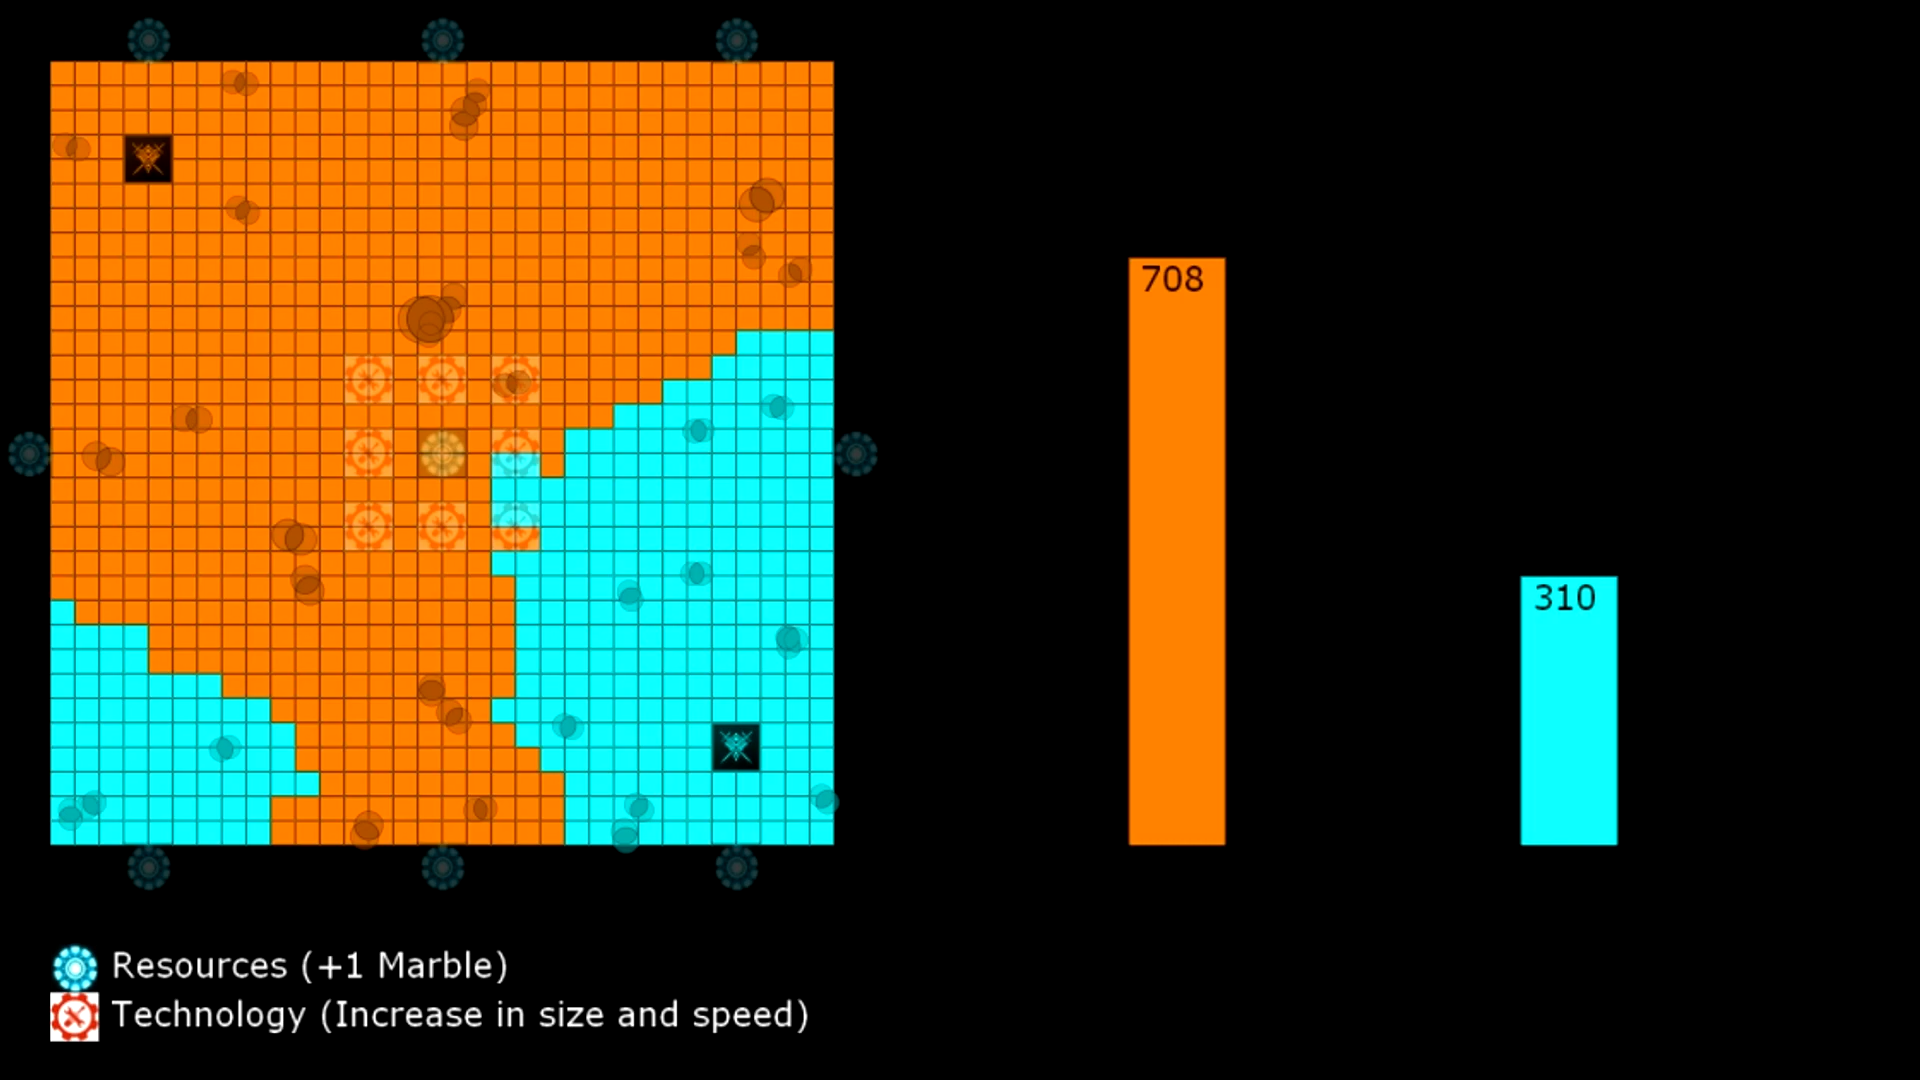 708
310
Resources (+1 Marble)
Technology (Increase in size and speed)